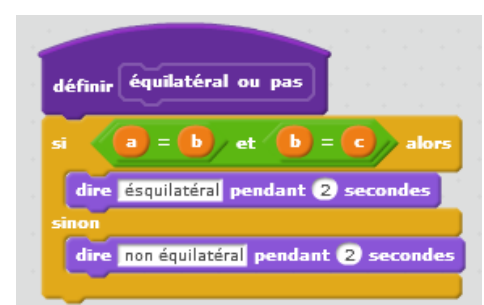 définir équilatéral ou pas
si a = b et b = c alors
dire ésquilatéral pendant 2 secondes
sinon
dire non équilatéral pendant 2 secondes